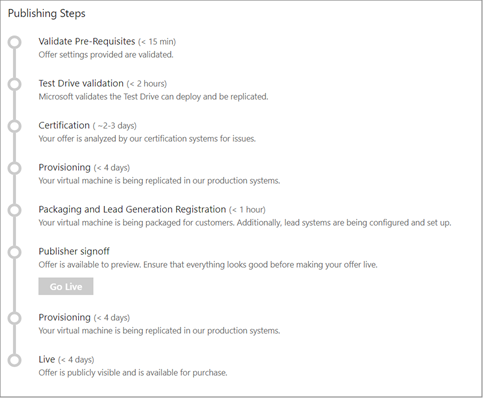 Publishing Steps
Validate Pre-Requisites (< 15 min)
Offer settings provided are validated.
Test Drive validation (< 2 hours)
Microsoft validates the Test Drive can deploy and be replicated.
Certification ( ~2-3 days)
Your offer is analyzed by our certification systems for issues.
Provisioning (< 4 days)
Your virtual machine is being replicated in our production systems.
Packaging and Lead Generation Registration (< 1 hour)
Your virtual machine is being packaged for customers. Additionally, lead systems are being configured and set up.
Publisher signoff
Offer is available to preview. Ensure that everything looks good before making your offer live.
Go Live
Provisioning (< 4 days)
Your virtual machine is being replicated in our production systems.
Live (< 4 days)
Offer is publicly visible and is available for purchase.